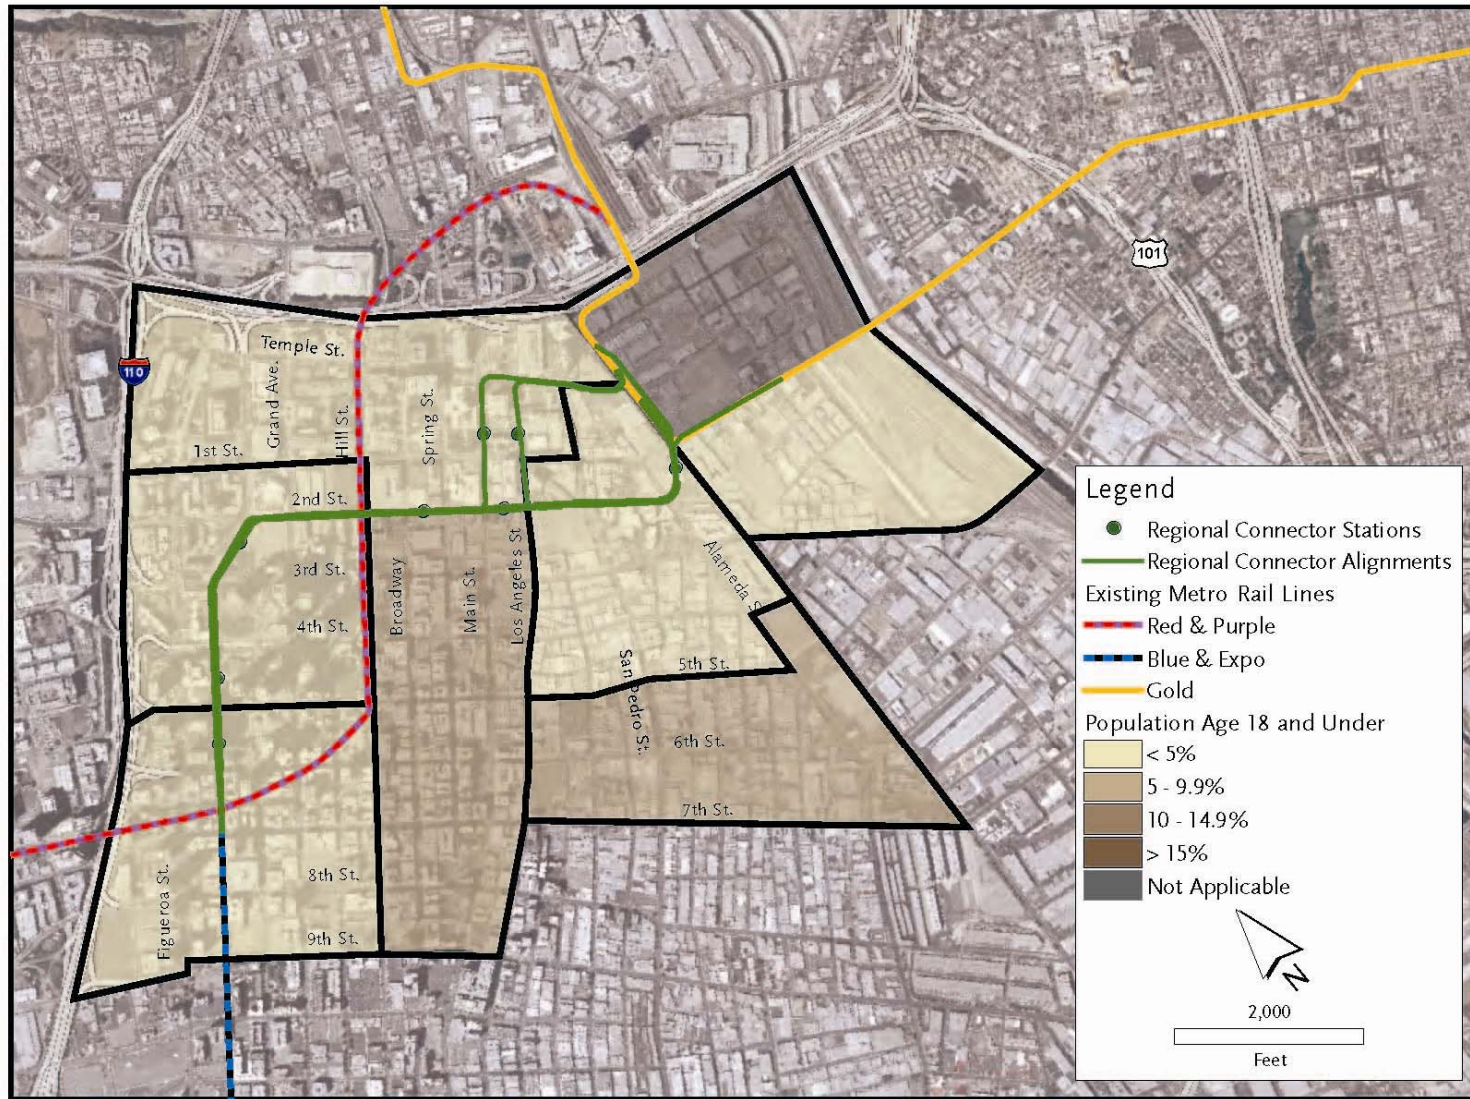 101
Temple St.
110
Grand Ave.
Hill St.
Spring St.
1st St.
2nd St.
3rd St.
4th St.
Broadway
Main St.
Los Angeles St
Alameda S
5th St.
San Pedro St.
6th St.
7th St.
8th St.
9th St.
Figueroa St.
Legend
Regional Connector Stations
Regional Connector Alignments
Existing Metro Rail Lines
Red & Purple
Blue & Expo
Gold
Population Age 18 and Under
< 5%
5 - 9.9%
10 - 14.9%
> 15%
Not Applicable
N
2,000
Feet